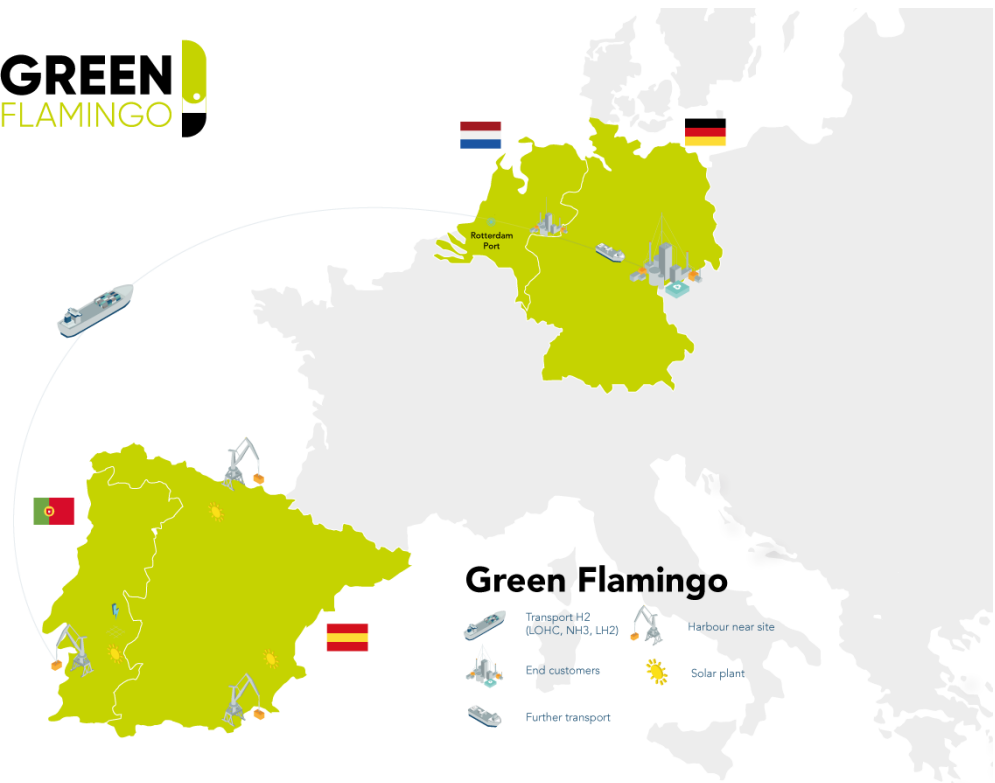 GREEN
FLAMINGO
Rotterdam
Port
Green Flamingo
Transport H2
(LOHC, NH3, LH2)
Harbour near site
End customers
Solar plant
Further transport